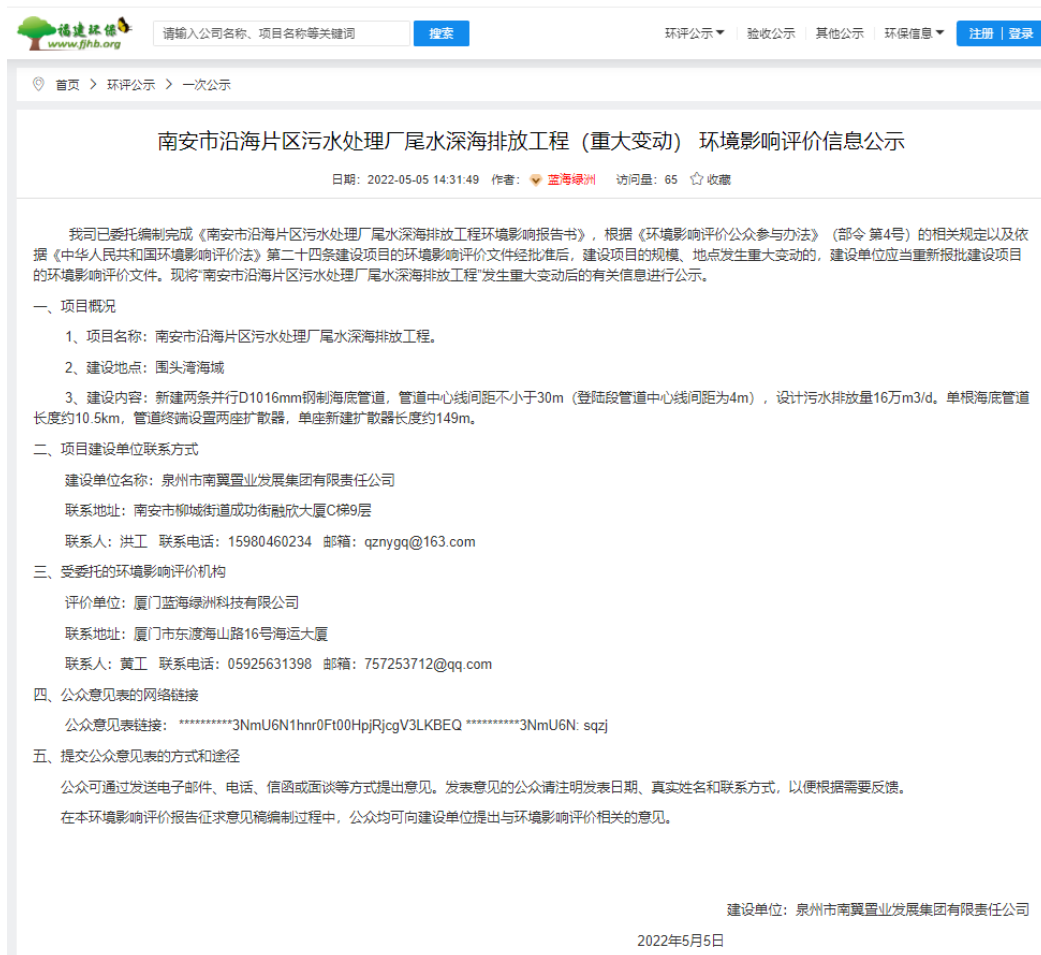 福建环保
www.fjhb.org
请输入公司名称、项目名称等关键词
搜索
环评公示
验收公示
其他公示
环保信息
注册 | 登录
首页 > 环评公示 > 一次公示
南安市沿海片区污水处理厂尾水深海排放工程（重大变动） 环境影响评价信息公示
日期：2022-05-05 14:31:49 作者： 蓝海绿洲 访问量：65 收藏
我司已委托编制完成《南安市沿海片区污水处理厂尾水深海排放工程环境影响报告书》，根据《环境影响评价公众参与办法》（部令 第4号）的相关规定以及依
据《中华人民共和国环境影响评价法》第二十四条建设项目的环境影响评价文件经批准后，建设项目的规模、地点发生重大变动的，建设单位应当重新报批建设项目
的环境影响评价文件。现将“南安市沿海片区污水处理厂尾水深海排放工程”发生重大变动后的有关信息进行公示。
一、项目概况
1、项目名称：南安市沿海片区污水处理厂尾水深海排放工程。
2、建设地点：围头湾海域
3、建设内容：新建两条并行D1016mm钢制海底管道，管道中心线间距不小于30m（登陆段管道中心线间距为4m），设计污水排放量16万m3/d。单根海底管道
长度约10.5km，管道终端设置两座扩散器，单座新建扩散器长度约149m。
二、项目建设单位联系方式
建设单位名称：泉州市南翼置业发展集团有限责任公司
联系地址：南安市柳城街道成功街融欣大厦C梯9层
联系人：洪工 联系电话：15980460234 邮箱：qznygq@163.com
三、受委托的环境影响评价机构
评价单位：厦门蓝海绿洲科技有限公司
联系地址：厦门市东渡海山路16号海运大厦
联系人：黄工 联系电话：05925631398 邮箱：757253712@qq.com
四、公众意见表的网络链接
公众意见表链接： **********3NmU6N1hnr0Ft00HpjRjcgV3LKBEQ **********3NmU6N: sqzj
五、提交公众意见表的方式和途径
公众可通过发送电子邮件、电话、信函或面谈等方式提出意见。发表意见的公众请注明发表日期、真实姓名和联系方式，以便根据需要反馈。
在本环境影响评价报告征求意见稿编制过程中，公众均可向建设单位提出与环境影响评价相关的意见。
建设单位：泉州市南翼置业发展集团有限责任公司
2022年5月5日